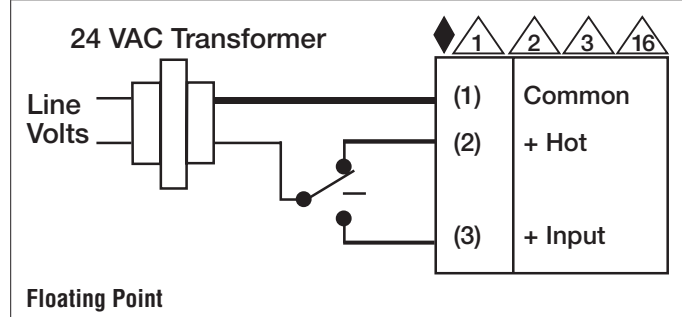 24 VAC Transformer
1 2 3 16
Line
Volts
(1) Common
(2) + Hot
(3) + Input
Floating Point